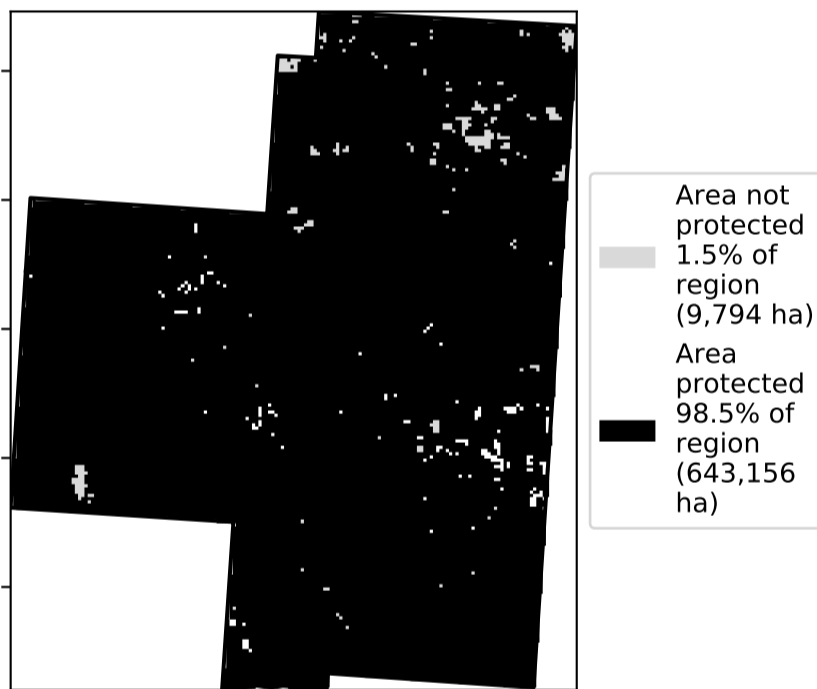 Area not
protected
1.5% of
region
(9,794 ha)
Area
protected
98.5% of
region
(643,156
ha)